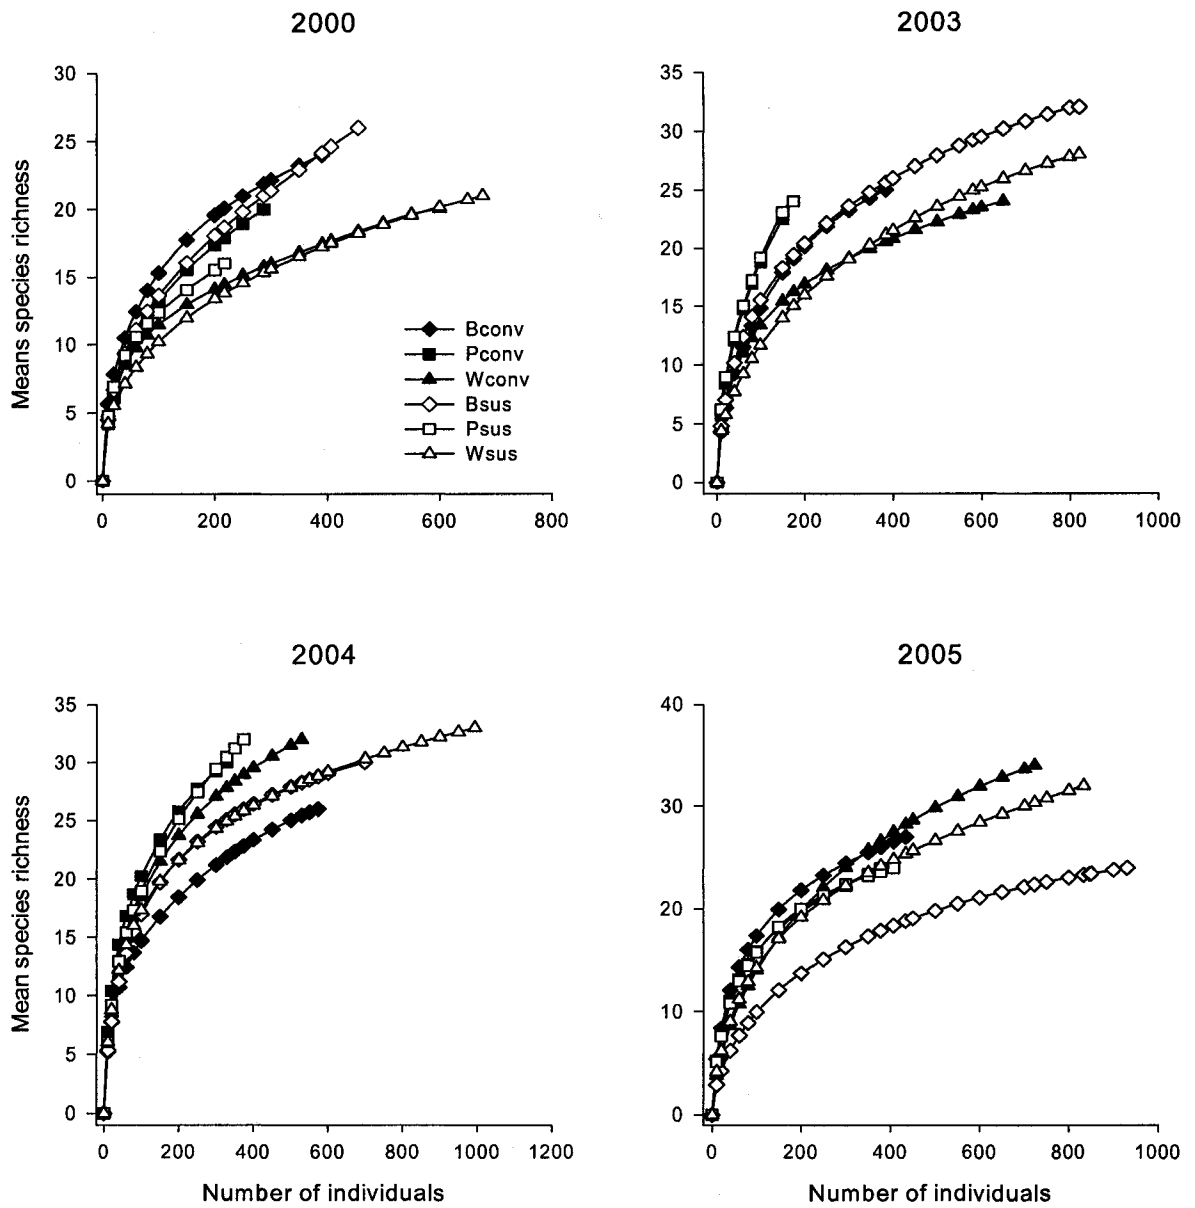 2000
2003
30
25
20
15
10
5
0
Means species richness
Bconv
Pconv
Wconv
Bsus
Psus
Wsus
0 200 400 600 800
35
30
25
20
15
10
5
0
0 200 400 600 800 1000
2004
2005
35
30
25
20
15
10
5
0
Mean species richness
0 200 400 600 800 1000 1200
Number of individuals
40
30
20
10
0
0 200 400 600 800 1000
Number of individuals